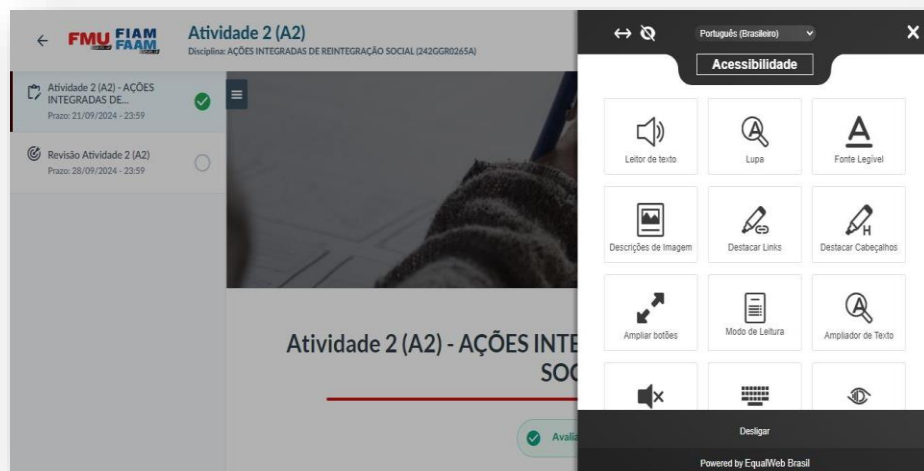 FMU FIAM
FAAM
Atividade 2 (A2)
Disciplina: AÇÕES INTEGRADAS DE REINTEGRAÇÃO SOCIAL (242GGR0265A)
Atividade 2 (A2) - AÇÕES
INTEGRADAS DE...
Prazo: 21/09/2024 - 23:59
Revisão Atividade 2 (A2)
Prazo: 28/09/2024 - 23:59
Atividade 2 (A2) - AÇÕES INTE
SOC
Avalia
Português (Brasileiro)
Acessibilidade
Leitor de texto
Lupa
Fonte Legível
Descrições de Imagem
Destacar Links
Destacar Cabeçalhos
Ampliar botões
Modo de Leitura
Ampliador de Texto
Desligar
Powered by EqualWeb Brasil